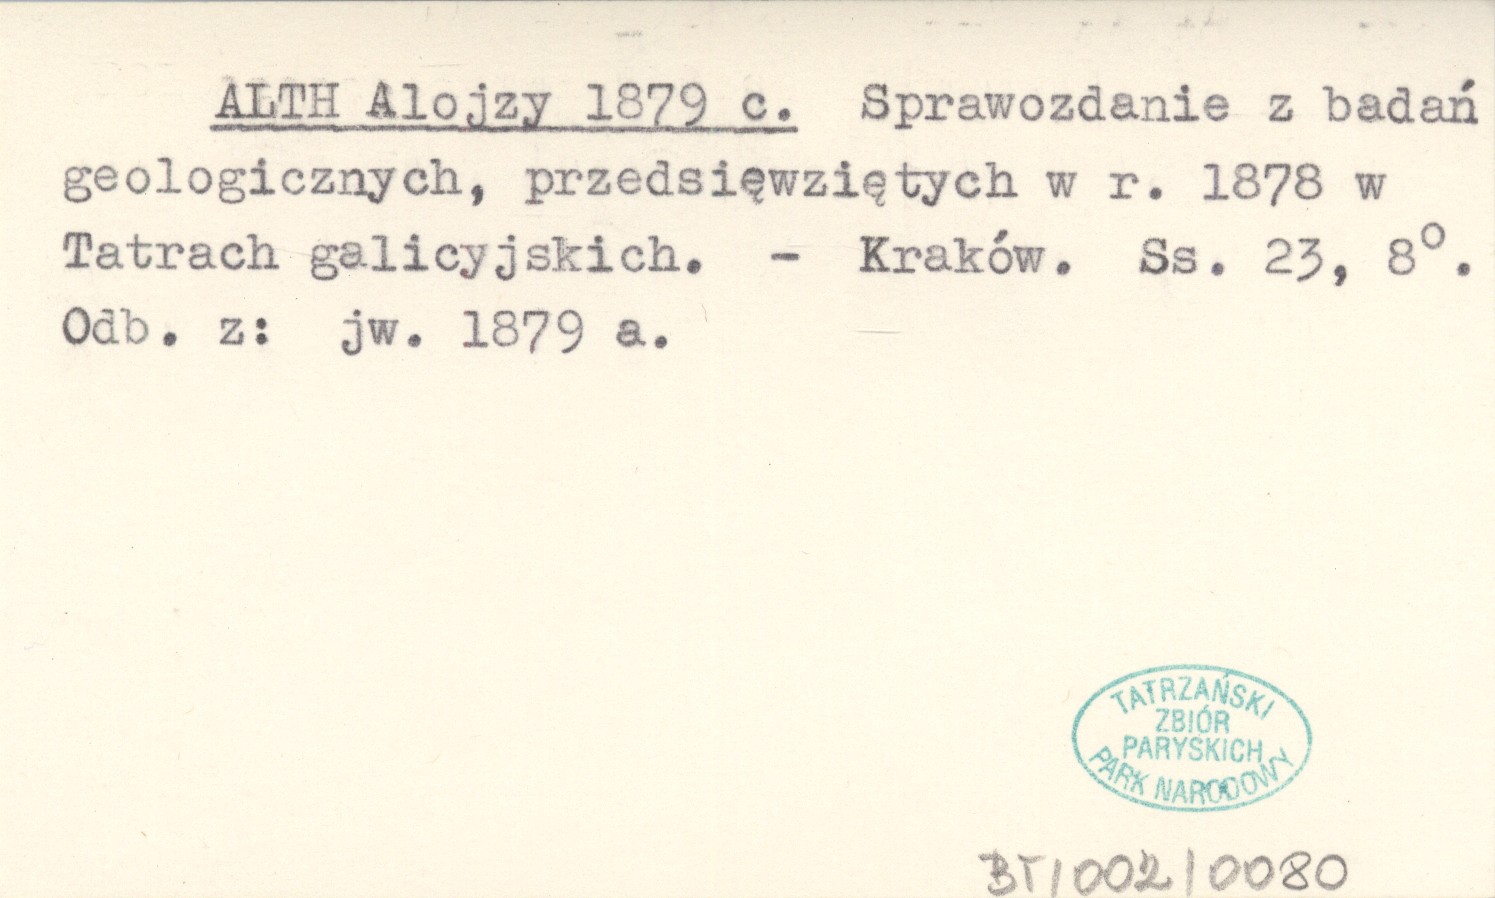 ALTH Alojzy 1879 c. Sprawozdanie z badań
geologicznych, przedsięwziętych w r. 1878 w
Tatrach galicyjskich. - Kraków. Ss. 23, 8°.
Odb. z: jw. 1879 a.
TATRZAŃSKI
ZBIÓR
PARYSKICH
PARK NARODOWY
BT/002/0080